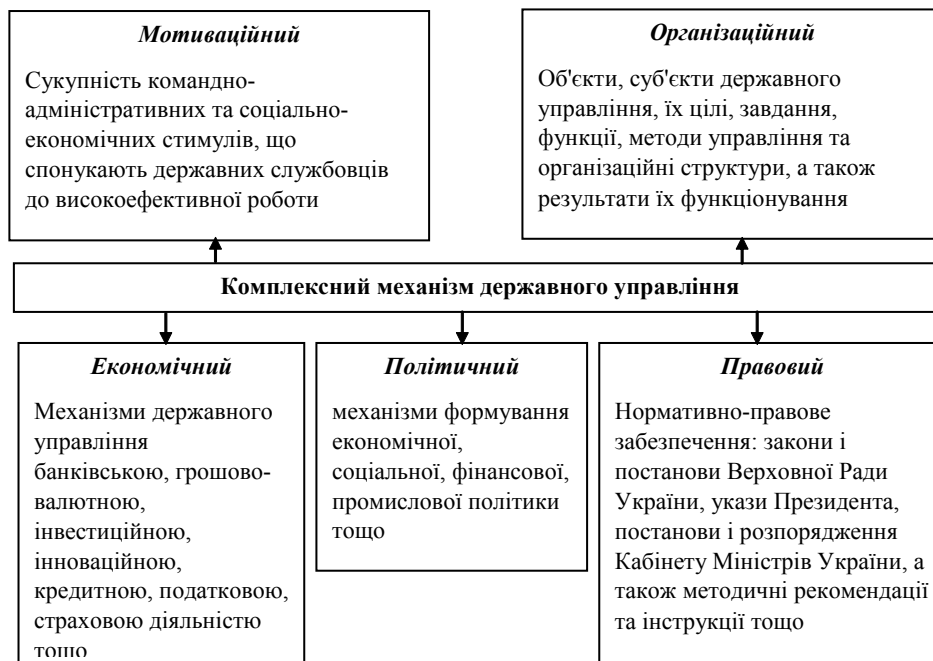 Мотиваційний
Сукупність командно-
адміністративних та соціально-
економічних стимулів, що
спонукають державних службовців
до високоефективної роботи
Організаційний
Об'єкти, суб'єкти державного
управління, їх цілі, завдання,
функції, методи управління та
організаційні структури, а також
результати їх функціонування
Комплексний механізм державного управління
Економічний
Механізми державного
управління
банківською, грошово-
валютною,
інвестиційною,
інноваційною,
кредитною, податковою,
страховою діяльністю
тощо
Політичний
механізми формування
економічної,
соціальної, фінансової,
промислової політики
тощо
Правовий
Нормативно-правове
забезпечення: закони і
постанови Верховної Ради
України, укази Президента,
постанови і розпорядження
Кабінету Міністрів України, а
також методичні рекомендації
та інструкції тощо